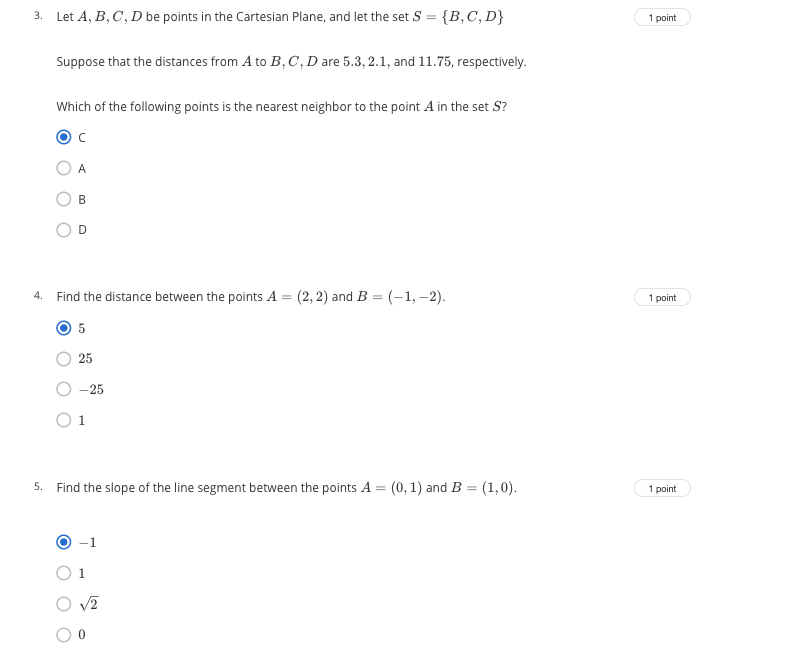 3. Let A, B, C, D be points in the Cartesian Plane, and let the set S = {B, C, D} 1 point
Suppose that the distances from A to B, C, D are 5.3, 2.1, and 11.75, respectively.
Which of the following points is the nearest neighbor to the point A in the set S?
C
A
B
D
4. Find the distance between the points A = (2, 2) and B = (−1, −2). 1 point
5
25
−25
1
5. Find the slope of the line segment between the points A = (0, 1) and B = (1, 0). 1 point
−1
1
√2
0